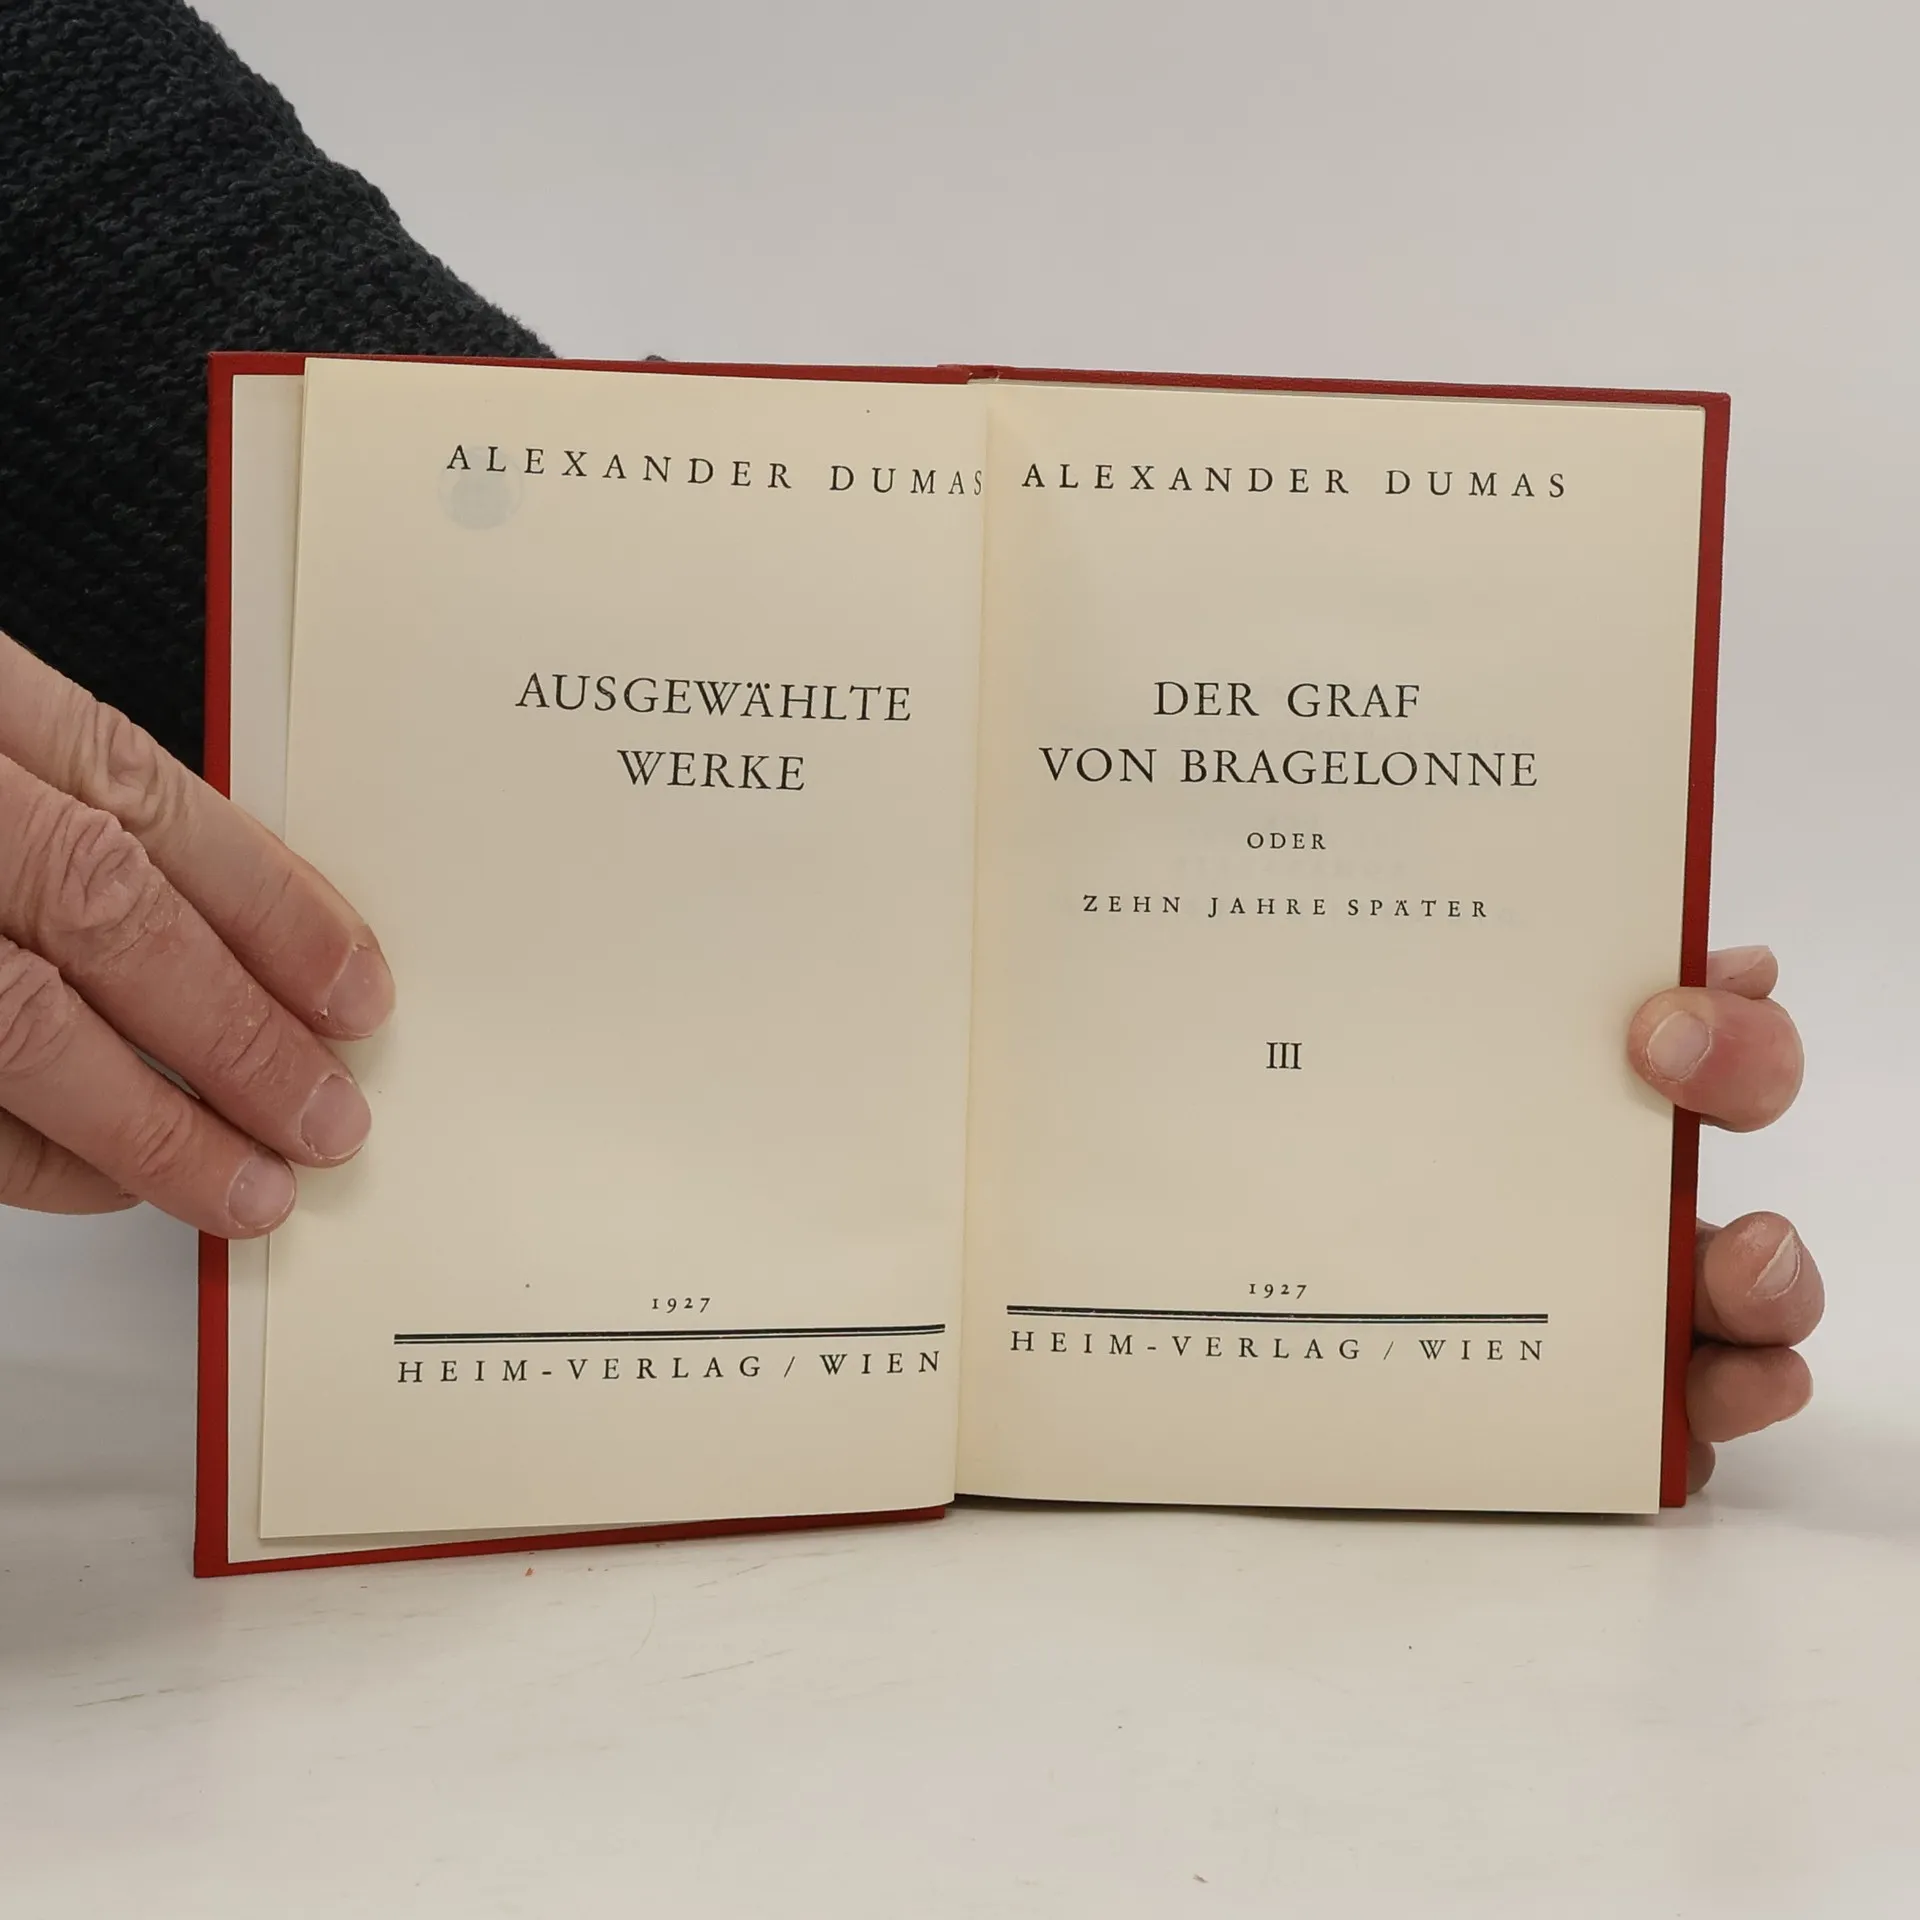 ALEXANDER DUMAS
AUSGEWÄHLTE
WERKE
1927
HEIM-VERLAG / WIEN
ALEXANDER DUMAS
DER GRAF
VON BRAGELONNE
ODER
ZEHN JAHRE SPÄTER
III
1927
HEIM-VERLAG / WIEN